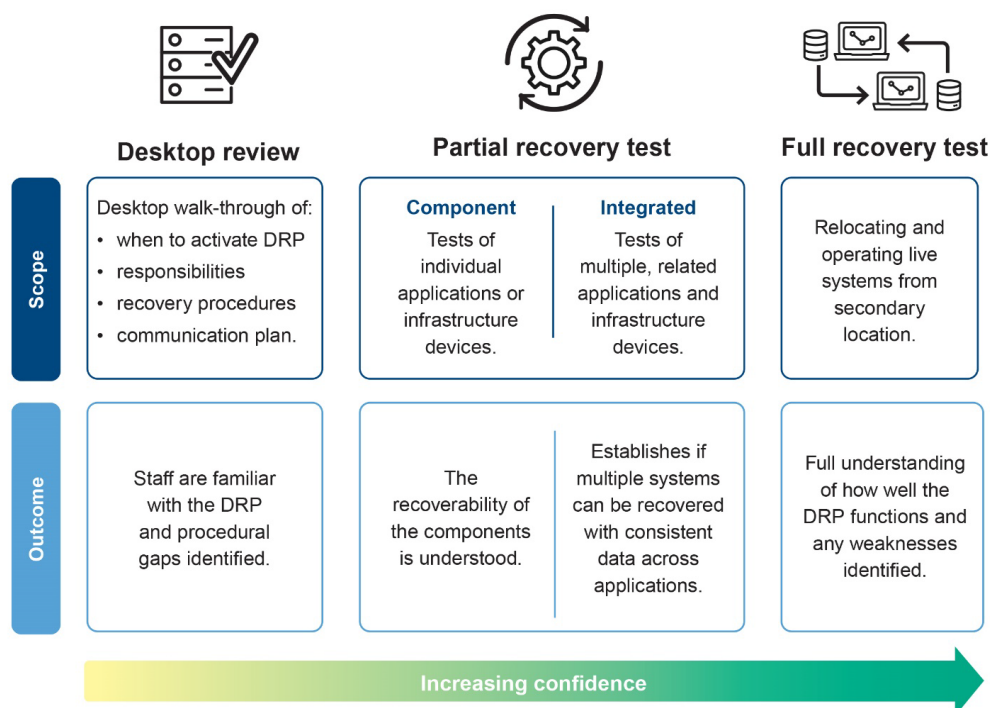 Desktop review
Partial recovery test
Full recovery test
Scope
Desktop walk-through of:
• when to activate DRP
• responsibilities
• recovery procedures
• communication plan.
Component
Tests of
individual
applications or
infrastructure
devices.
Integrated
Tests of
multiple, related
applications and
infrastructure
devices.
Relocating and
operating live
systems from
secondary
location.
Outcome
Staff are familiar
with the DRP
and procedural
gaps identified.
The
recoverability of
the components
is understood.
Establishes if
multiple systems
can be recovered
with consistent
data across
applications.
Full understanding
of how well the
DRP functions and
any weaknesses
identified.
Increasing confidence